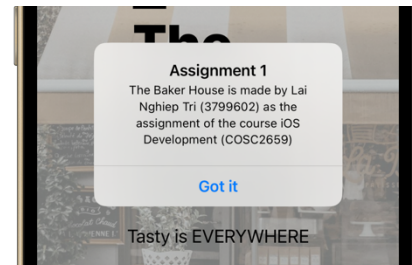 The
Assignment 1
The Baker House is made by Lai
Nghiep Tri (3799602) as the
assignment of the course iOS
Development (COSC2659)
Got it
Tasty is EVERYWHERE